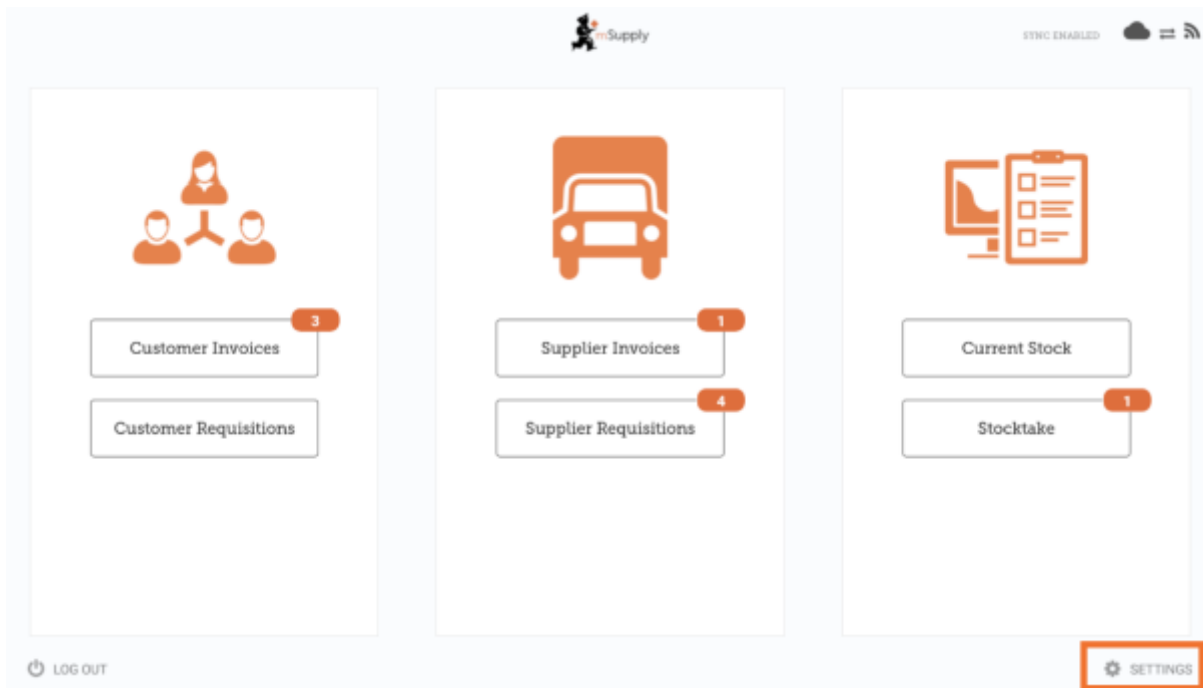 mSupply
SYNC ENABLED
3
Customer Invoices
Customer Requisitions
1
Supplier Invoices
4
Supplier Requisitions
Current Stock
1
Stocktake
LOG OUT
SETTINGS